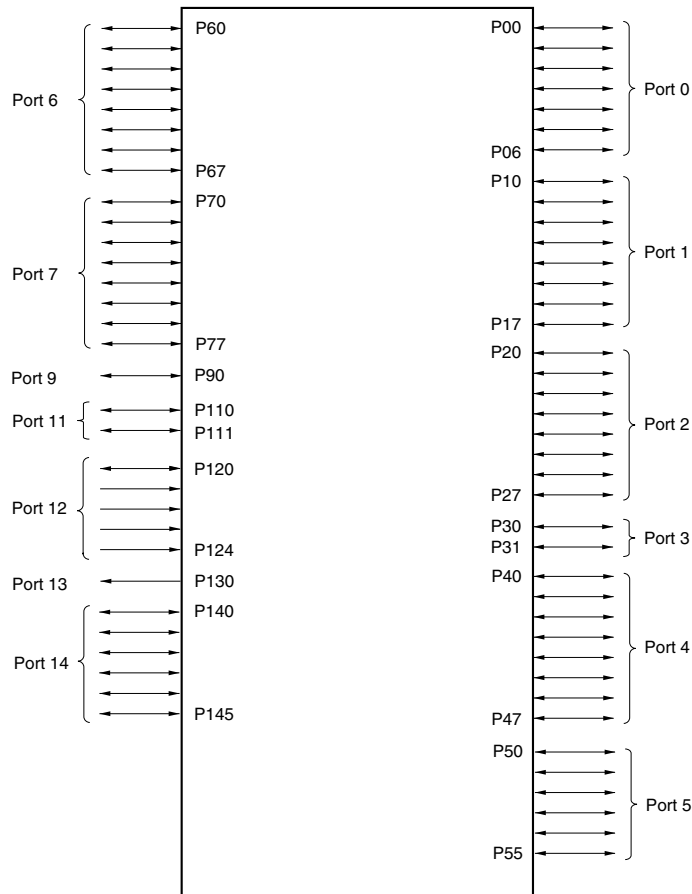 P60
Port 6
P67
P70
Port 7
P77
Port 9
P90
P110
Port 11
P111
P120
Port 12
P124
Port 13
P130
P140
Port 14
P145
P00
Port 0
P06
P10
Port 1
P17
P20
Port 2
P27
P30
Port 3
P31
P40
Port 4
P47
P50
Port 5
P55